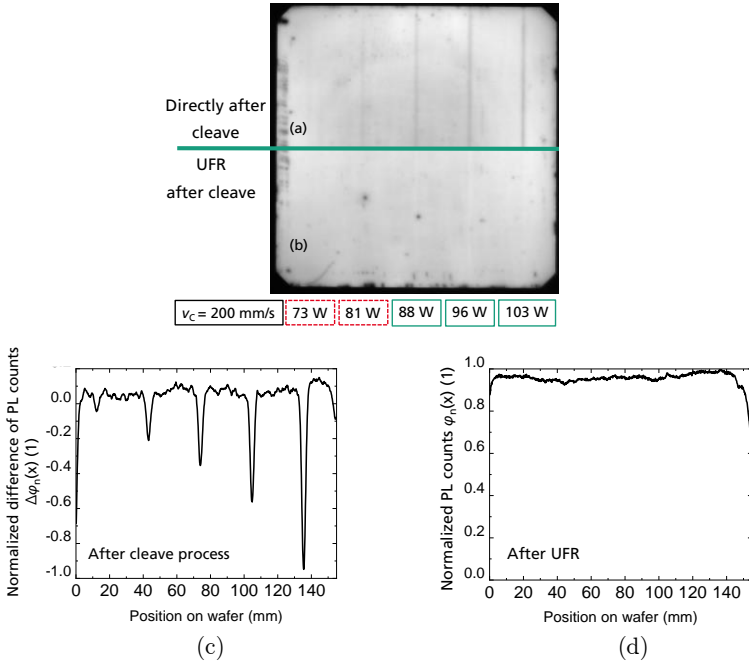 Directly after
cleave
(a)
UFR
after cleave
(b)
v_C = 200 mm/s 73 W 81 W 88 W 96 W 103 W
Normalized difference of PL counts
Δφ_n(x) (1)
0.0
-0.2
-0.4
-0.6
-0.8
-1.0
After cleave process
0 20 40 60 80 100 120 140
Position on wafer (mm)
(c)
Normalized PL counts φ_n(x) (1)
1.0
0.8
0.6
0.4
0.2
0.0
After UFR
0 20 40 60 80 100 120 140
Position on wafer (mm)
(d)